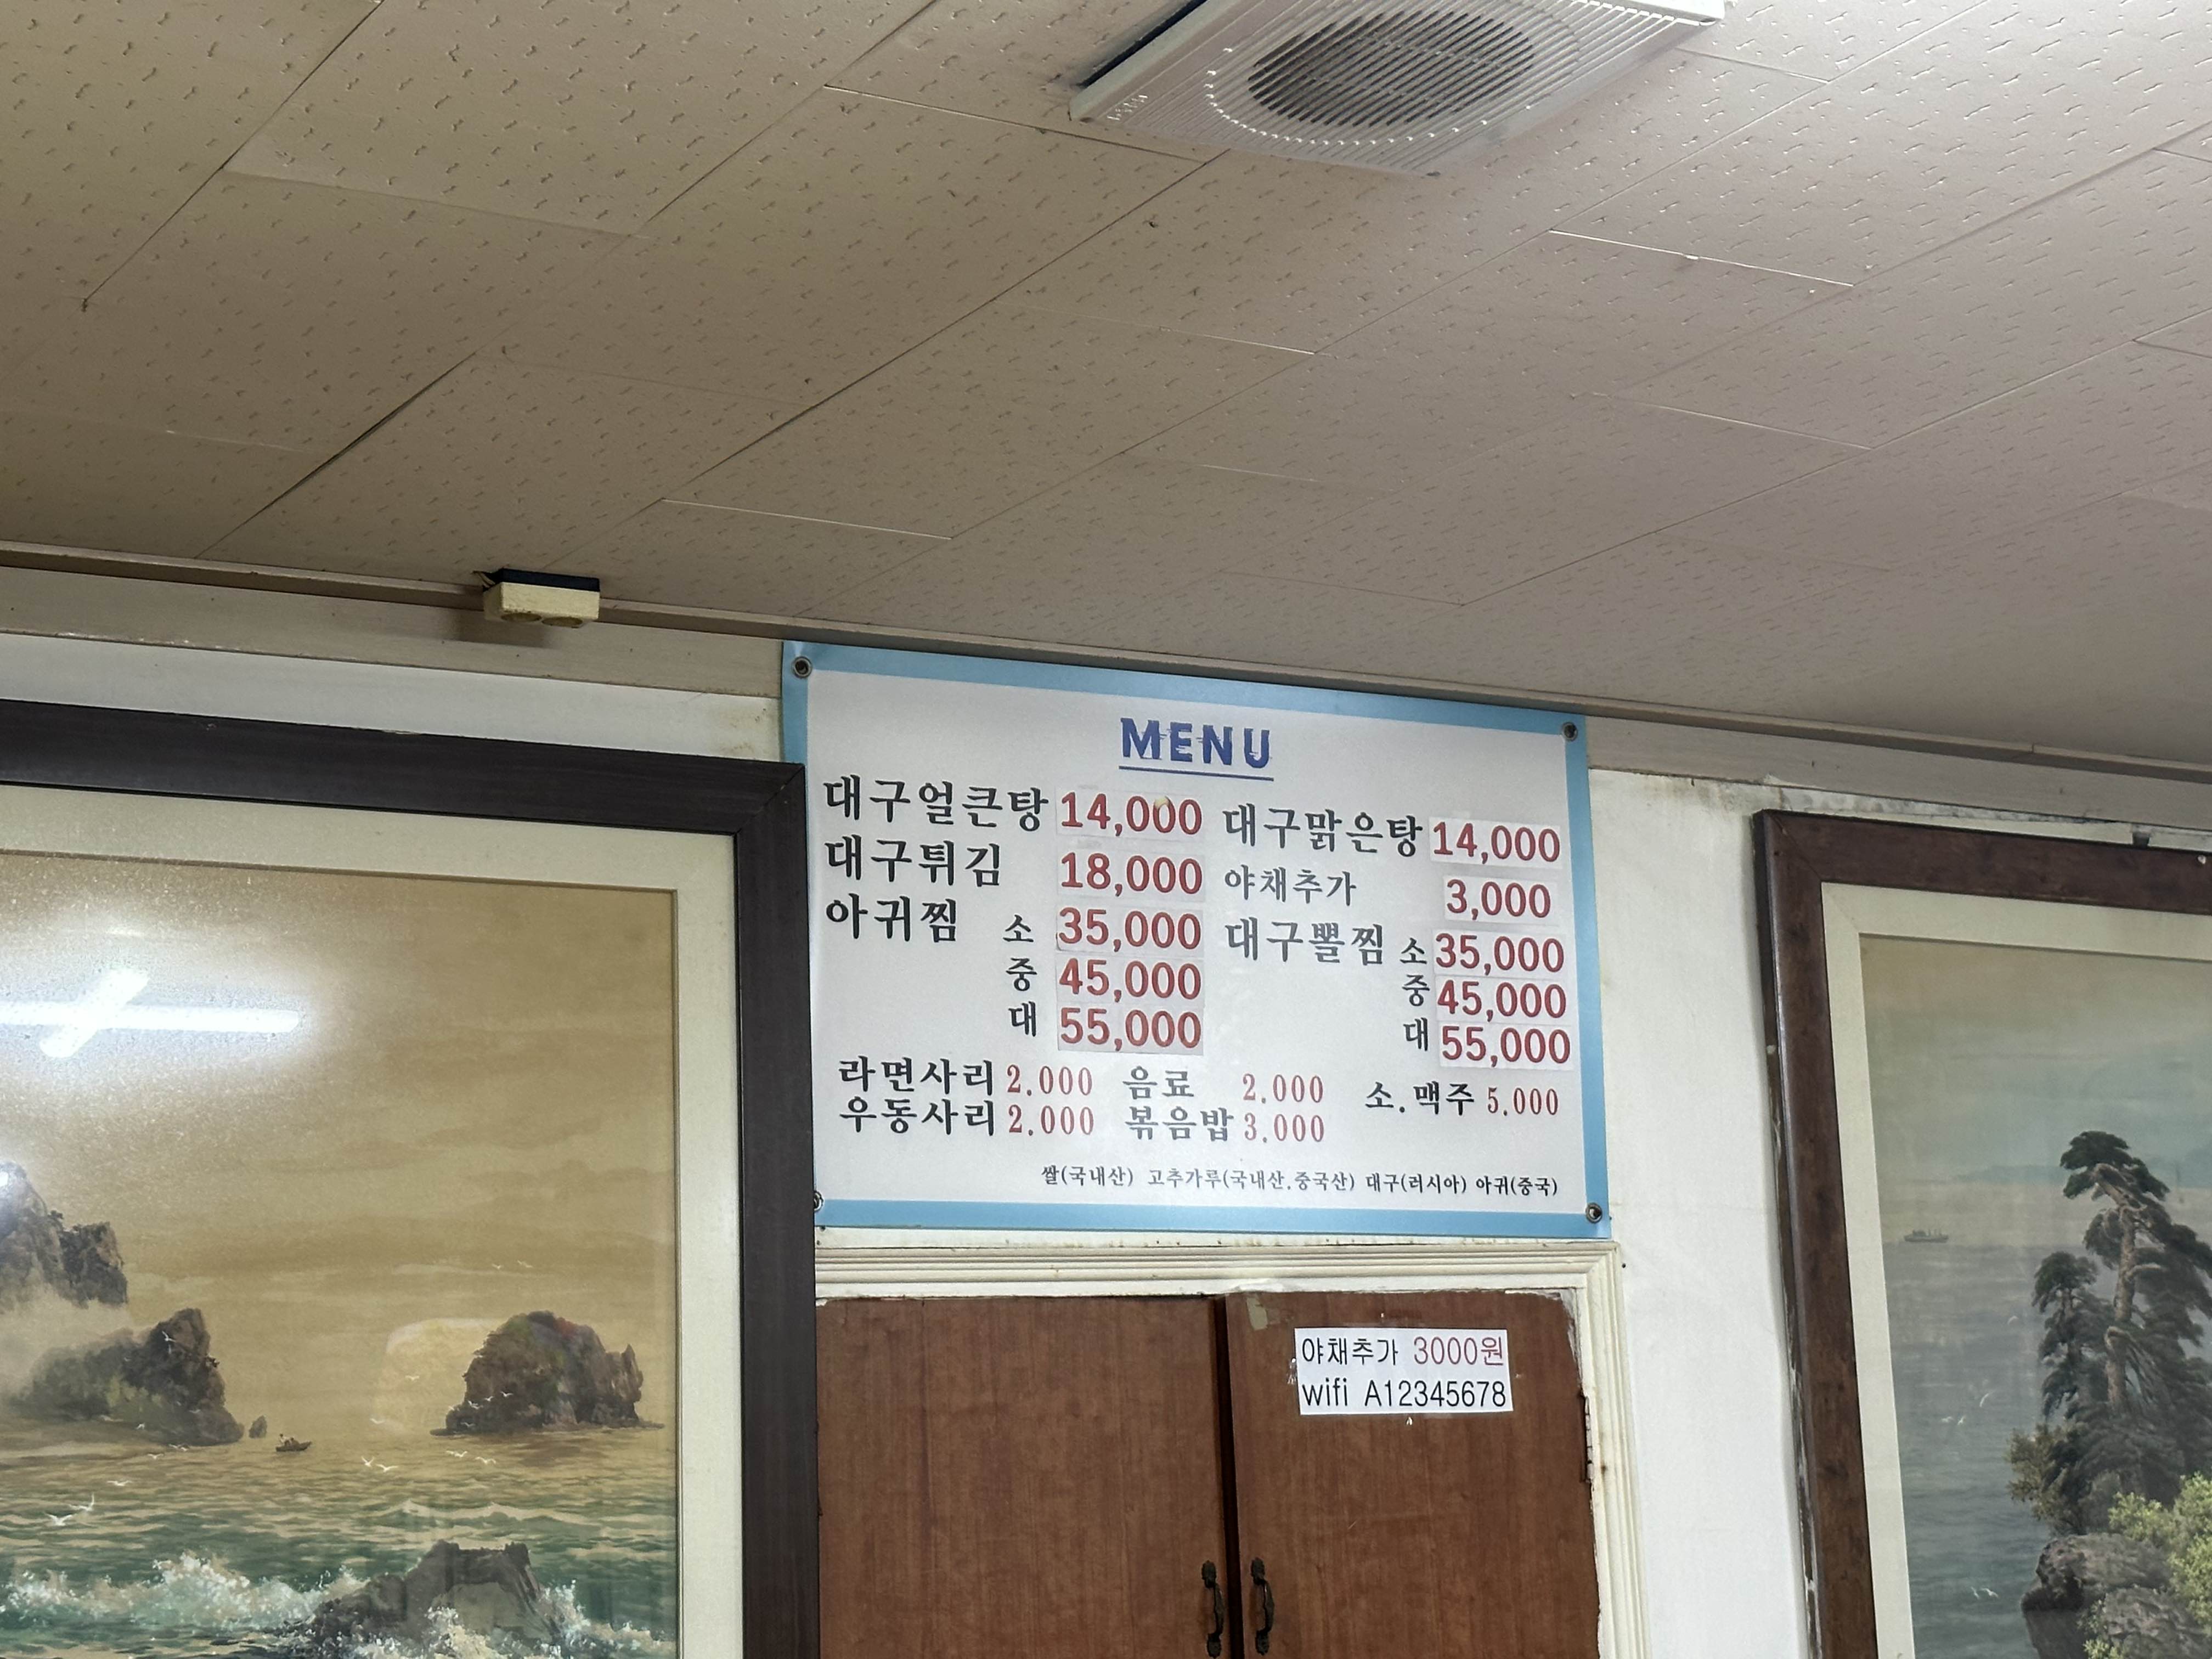 MENU
대구얼큰탕 14,000 대구맑은탕 14,000
대구튀김 18,000 야채추가 3,000
아귀찜 소 35,000 대구뽈찜 소 35,000
중 45,000 중 45,000
대 55,000 대 55,000
라면사리 2.000 음료 2.000 소.맥주 5.000
우동사리 2.000 볶음밥 3.000
쌀(국내산) 고추가루(국내산,중국산) 대구(러시아) 아귀(중국)
야채추가 3000원
wifi A12345678